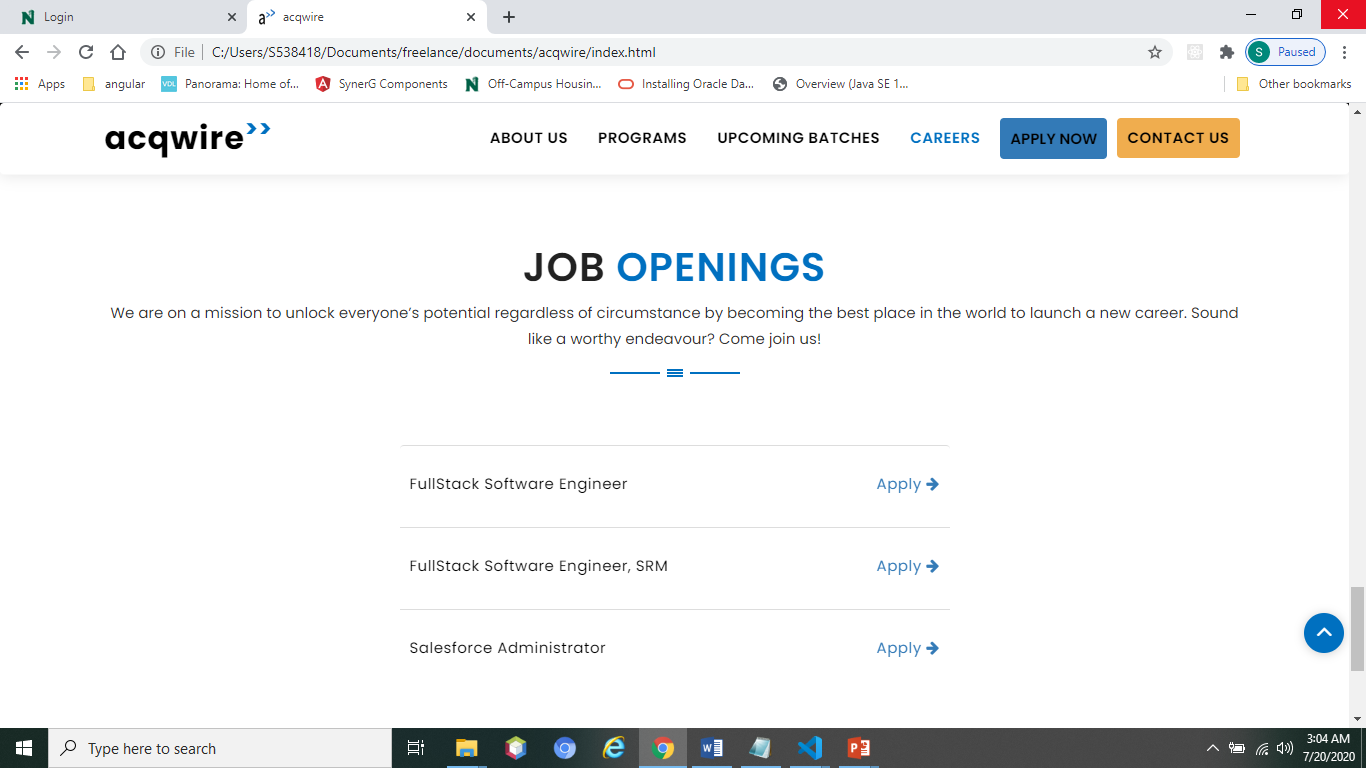 Login
a>> acqwire
File C:/Users/S538418/Documents/freelance/documents/acqwire/index.html
S Paused
Apps angular VDL Panorama: Home of... SynerG Components Off-Campus Housin... Installing Oracle Da... Overview (Java SE 1... Other bookmarks
acqwire>> ABOUT US PROGRAMS UPCOMING BATCHES CAREERS APPLY NOW CONTACT US
JOB OPENINGS
We are on a mission to unlock everyone’s potential regardless of circumstance by becoming the best place in the world to launch a new career. Sound
like a worthy endeavour? Come join us!
FullStack Software Engineer Apply
FullStack Software Engineer, SRM Apply
Salesforce Administrator Apply
Type here to search
3:04 AM
7/20/2020